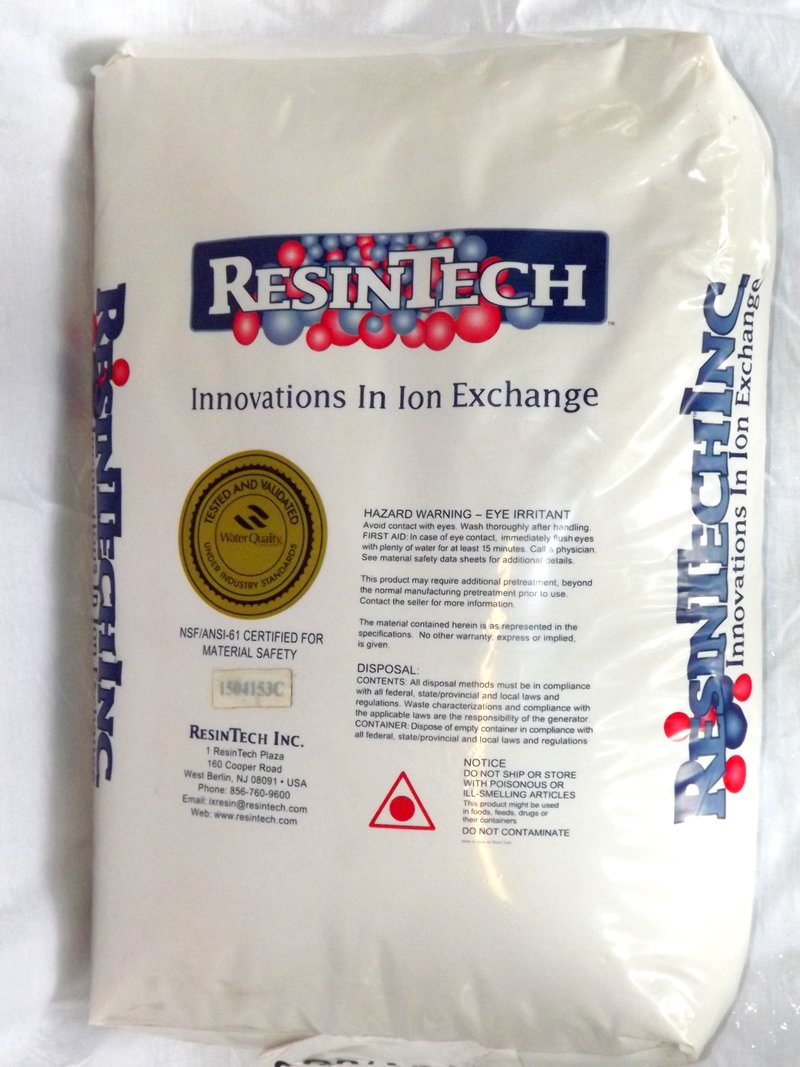 RESINTECH
™
Innovations In Ion Exchange
TESTED AND VALIDATED
Water Quality
UNDER INDUSTRY STANDARDS
NSF/ANSI-61 CERTIFIED FOR
MATERIAL SAFETY
1504153C
RESINTECH INC.
1 ResinTech Plaza
160 Cooper Road
West Berlin, NJ 08091 • USA
Phone: 856-760-9600
Email: ixresin@resintech.com
Web: www.resintech.com
HAZARD WARNING – EYE IRRITANT
Avoid contact with eyes. Wash thoroughly after handling.
FIRST AID: In case of eye contact, immediately flush eyes
with plenty of water for at least 15 minutes. Call a physician.
See material safety data sheets for additional details.
This product may require additional pretreatment, beyond
the normal manufacturing pretreatment prior to use.
Contact the seller for more information.
The material contained herein is as represented in the
specifications. No other warranty, express or implied,
is given.
DISPOSAL:
CONTENTS: All disposal methods must be in compliance
with all federal, state/provincial and local laws and
regulations. Waste characterizations and compliance with
the applicable laws are the responsibility of the generator.
CONTAINER: Dispose of empty container in compliance with
all federal, state/provincial and local laws and regulations
NOTICE
DO NOT SHIP OR STORE
WITH POISONOUS OR
ILL-SMELLING ARTICLES
This product might be used
in foods, feeds, drugs or
their containers
DO NOT CONTAMINATE
RESINTECH INC
RESINTECH INC
Innovations In Ion Exchange